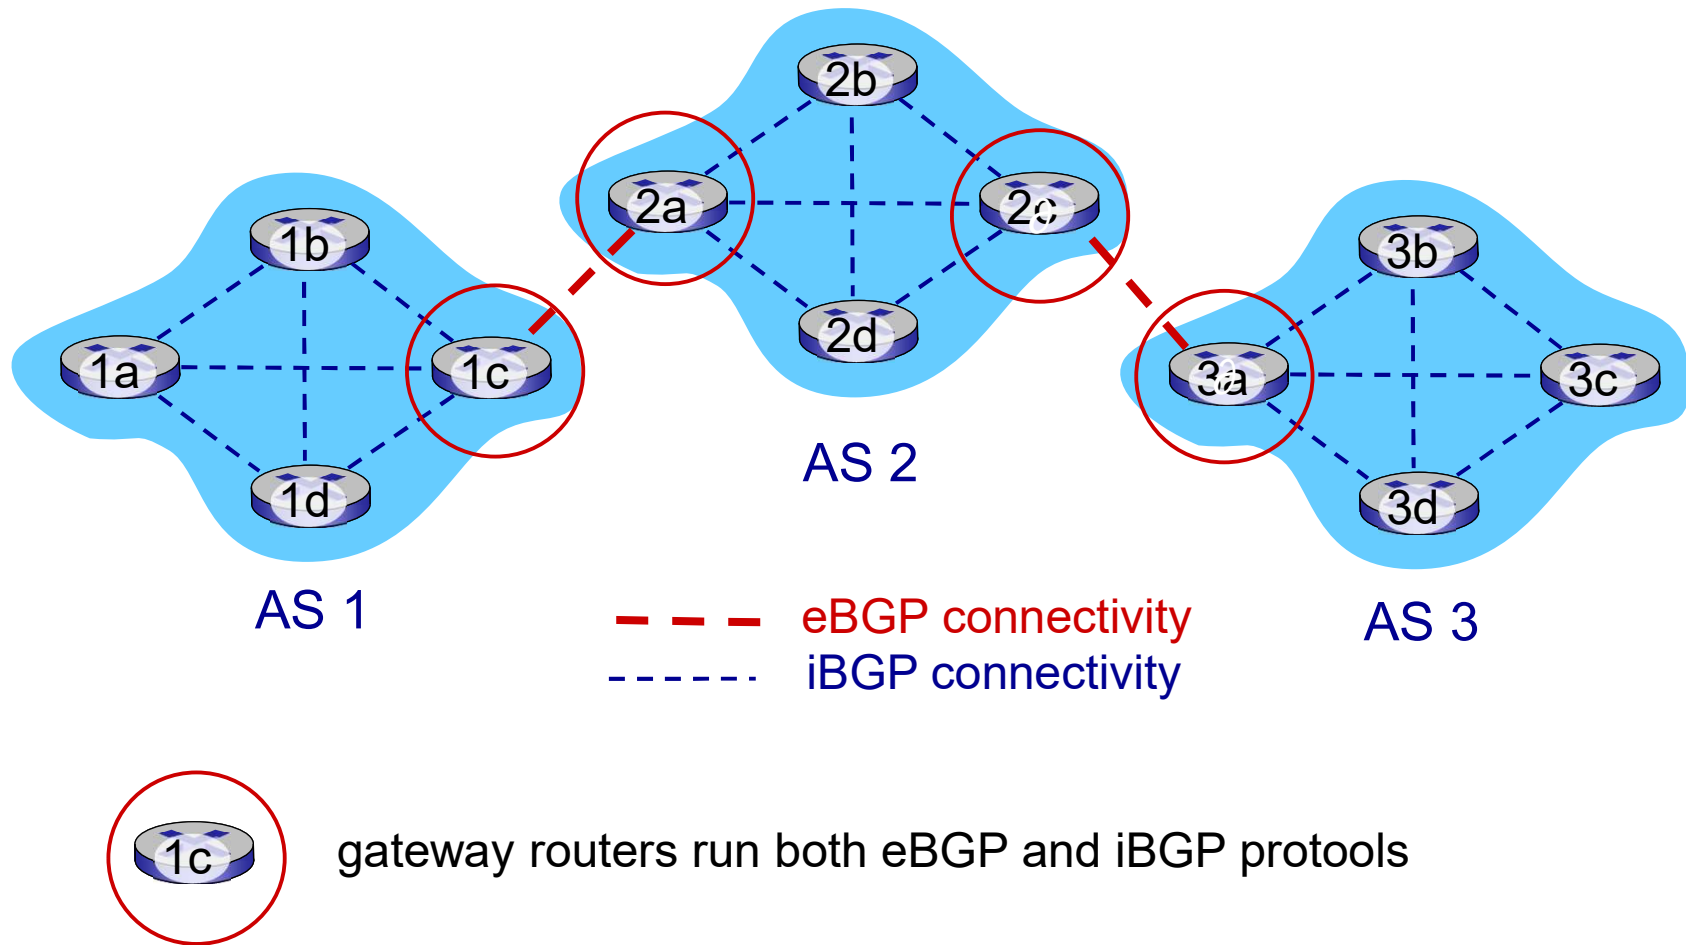 2b
2a
2c
1b
3b
2d
1a
1c
3a
3c
AS 2
1d
3d
AS 1
eBGP connectivity
AS 3
iBGP connectivity
1c
gateway routers run both eBGP and iBGP protools